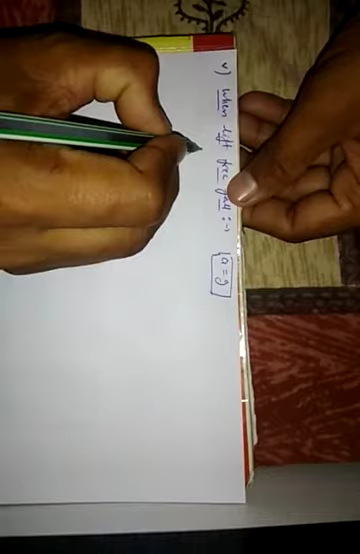 v) When lift free fall :→ a = g